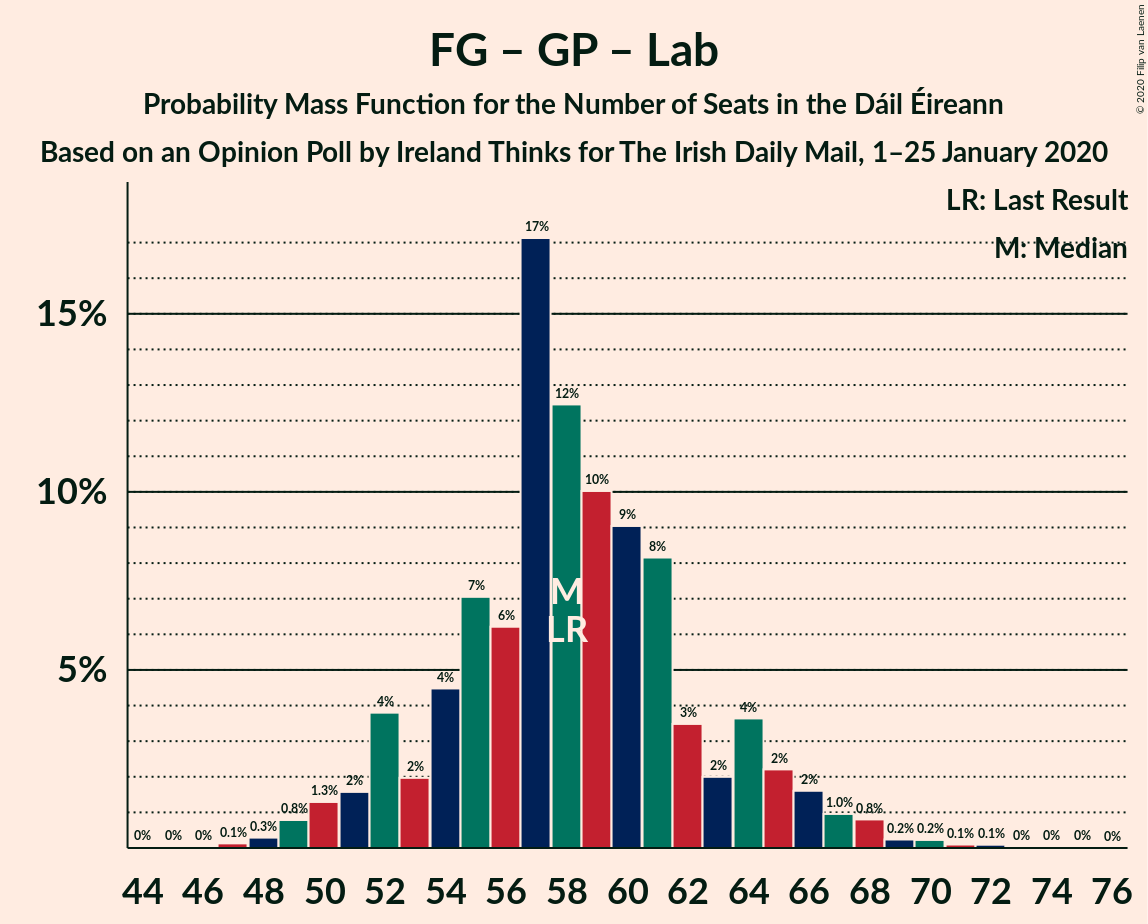 FG – GP – Lab
Probability Mass Function for the Number of Seats in the Dáil Éireann
Based on an Opinion Poll by Ireland Thinks for The Irish Daily Mail, 1–25 January 2020
© 2020 Filip van Laenen
LR: Last Result
M: Median
15%
10%
5%
0% 0% 0% 0.1% 0.3% 0.8% 1.3% 2% 4% 2% 4% 7% 6% 17% 12% 10% 9% 8% 3% 2% 4% 2% 2% 1.0% 0.8% 0.2% 0.2% 0.1% 0.1% 0% 0% 0% 0%
M
LR
44 46 48 50 52 54 56 58 60 62 64 66 68 70 72 74 76